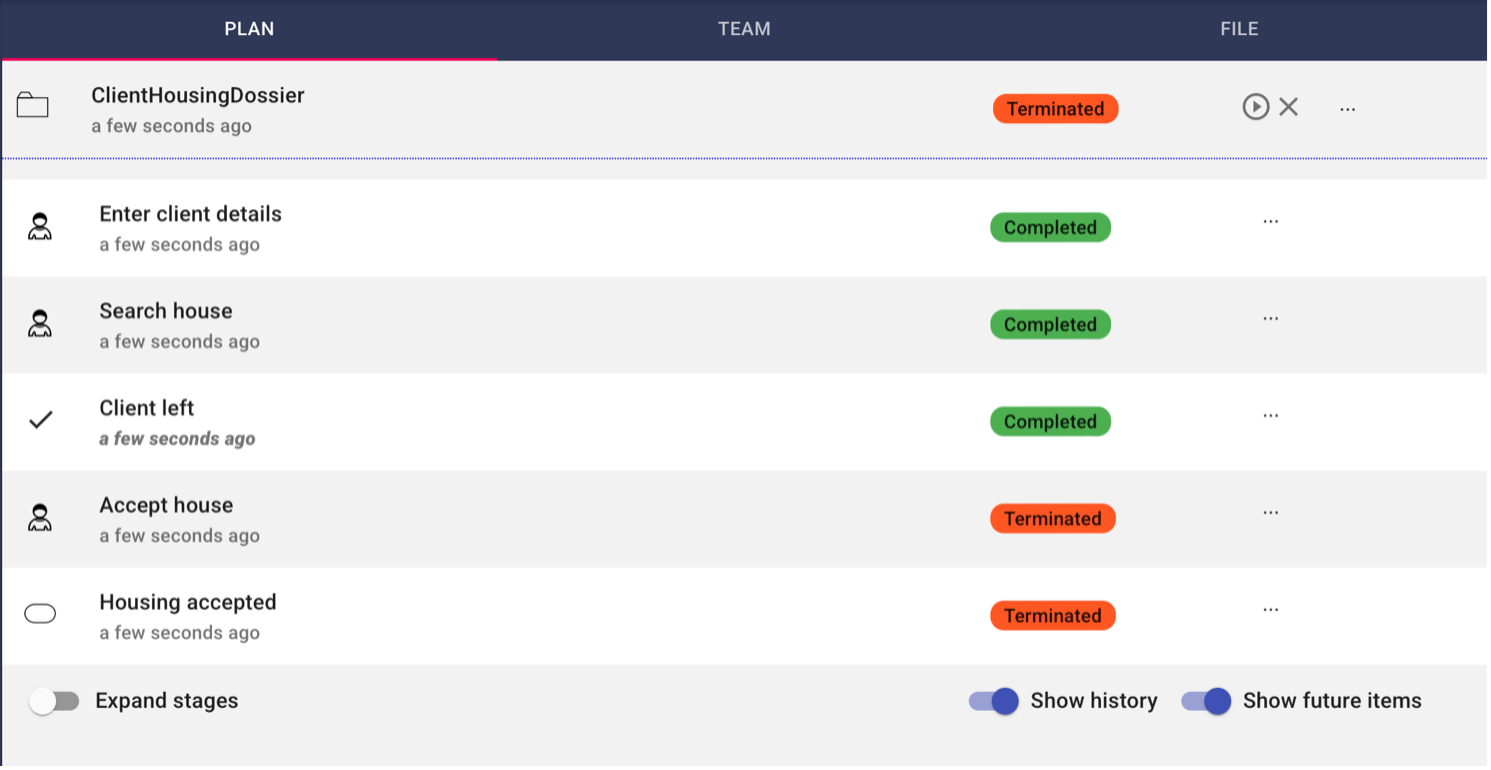 PLAN TEAM FILE
ClientHousingDossier
a few seconds ago
Terminated
...
Enter client details
a few seconds ago
Completed
...
Search house
a few seconds ago
Completed
...
Client left
a few seconds ago
Completed
...
Accept house
a few seconds ago
Terminated
...
Housing accepted
a few seconds ago
Terminated
...
Expand stages Show history Show future items